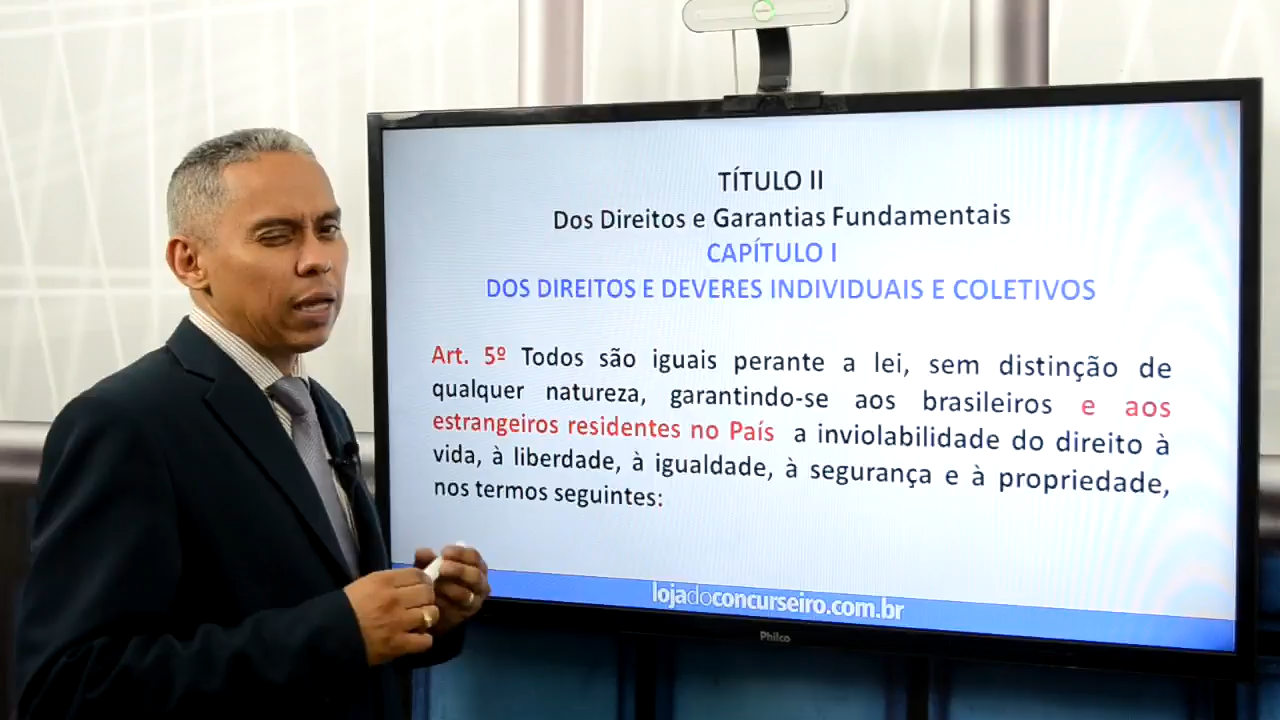 TÍTULO II
Dos Direitos e Garantias Fundamentais
CAPÍTULO I
DOS DIREITOS E DEVERES INDIVIDUAIS E COLETIVOS
Art. 5º Todos são iguais perante a lei, sem distinção de
qualquer natureza, garantindo-se aos brasileiros e aos
estrangeiros residentes no País a inviolabilidade do direito à
vida, à liberdade, à igualdade, à segurança e à propriedade,
nos termos seguintes:
lojadoconcurseiro.com.br
Philco